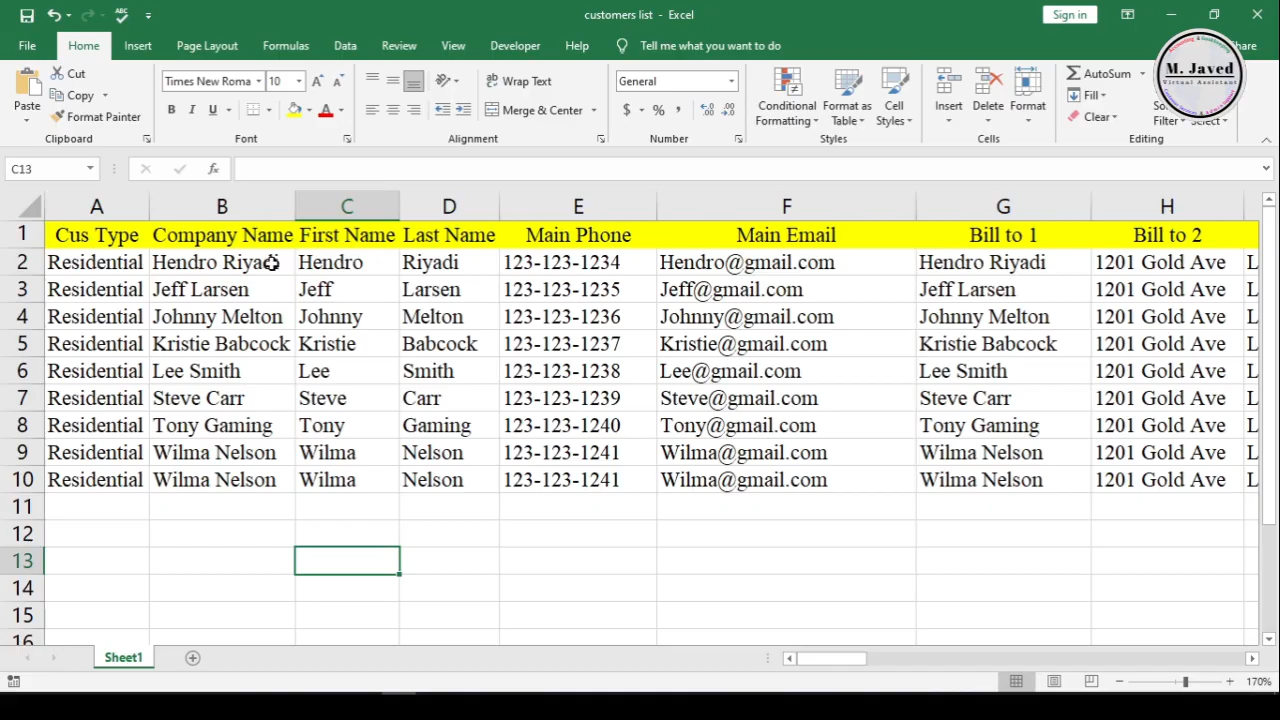 customers list - Excel
Sign in
File Home Insert Page Layout Formulas Data Review View Developer Help Tell me what you want to do Share
M. Javed
Virtual Assistant
Paste Cut Copy Format Painter
Clipboard
Times New Roma 10
B I U
Font
Wrap Text
Merge & Center
Alignment
General
$ %
Number
Conditional Formatting Format as Table Cell Styles
Styles
Insert Delete Format
Cells
AutoSum
Fill
Clear
Filter Select
Editing
C13 fx
A B C D E F G H
1 Cus Type Company Name First Name Last Name Main Phone Main Email Bill to 1 Bill to 2
2 Residential Hendro Riyadi Hendro Riyadi 123-123-1234 Hendro@gmail.com Hendro Riyadi 1201 Gold Ave L
3 Residential Jeff Larsen Jeff Larsen 123-123-1235 Jeff@gmail.com Jeff Larsen 1201 Gold Ave L
4 Residential Johnny Melton Johnny Melton 123-123-1236 Johnny@gmail.com Johnny Melton 1201 Gold Ave L
5 Residential Kristie Babcock Kristie Babcock 123-123-1237 Kristie@gmail.com Kristie Babcock 1201 Gold Ave L
6 Residential Lee Smith Lee Smith 123-123-1238 Lee@gmail.com Lee Smith 1201 Gold Ave L
7 Residential Steve Carr Steve Carr 123-123-1239 Steve@gmail.com Steve Carr 1201 Gold Ave L
8 Residential Tony Gaming Tony Gaming 123-123-1240 Tony@gmail.com Tony Gaming 1201 Gold Ave L
9 Residential Wilma Nelson Wilma Nelson 123-123-1241 Wilma@gmail.com Wilma Nelson 1201 Gold Ave L
10 Residential Wilma Nelson Wilma Nelson 123-123-1241 Wilma@gmail.com Wilma Nelson 1201 Gold Ave L
11
12
13
14
15
16
Sheet1
170%